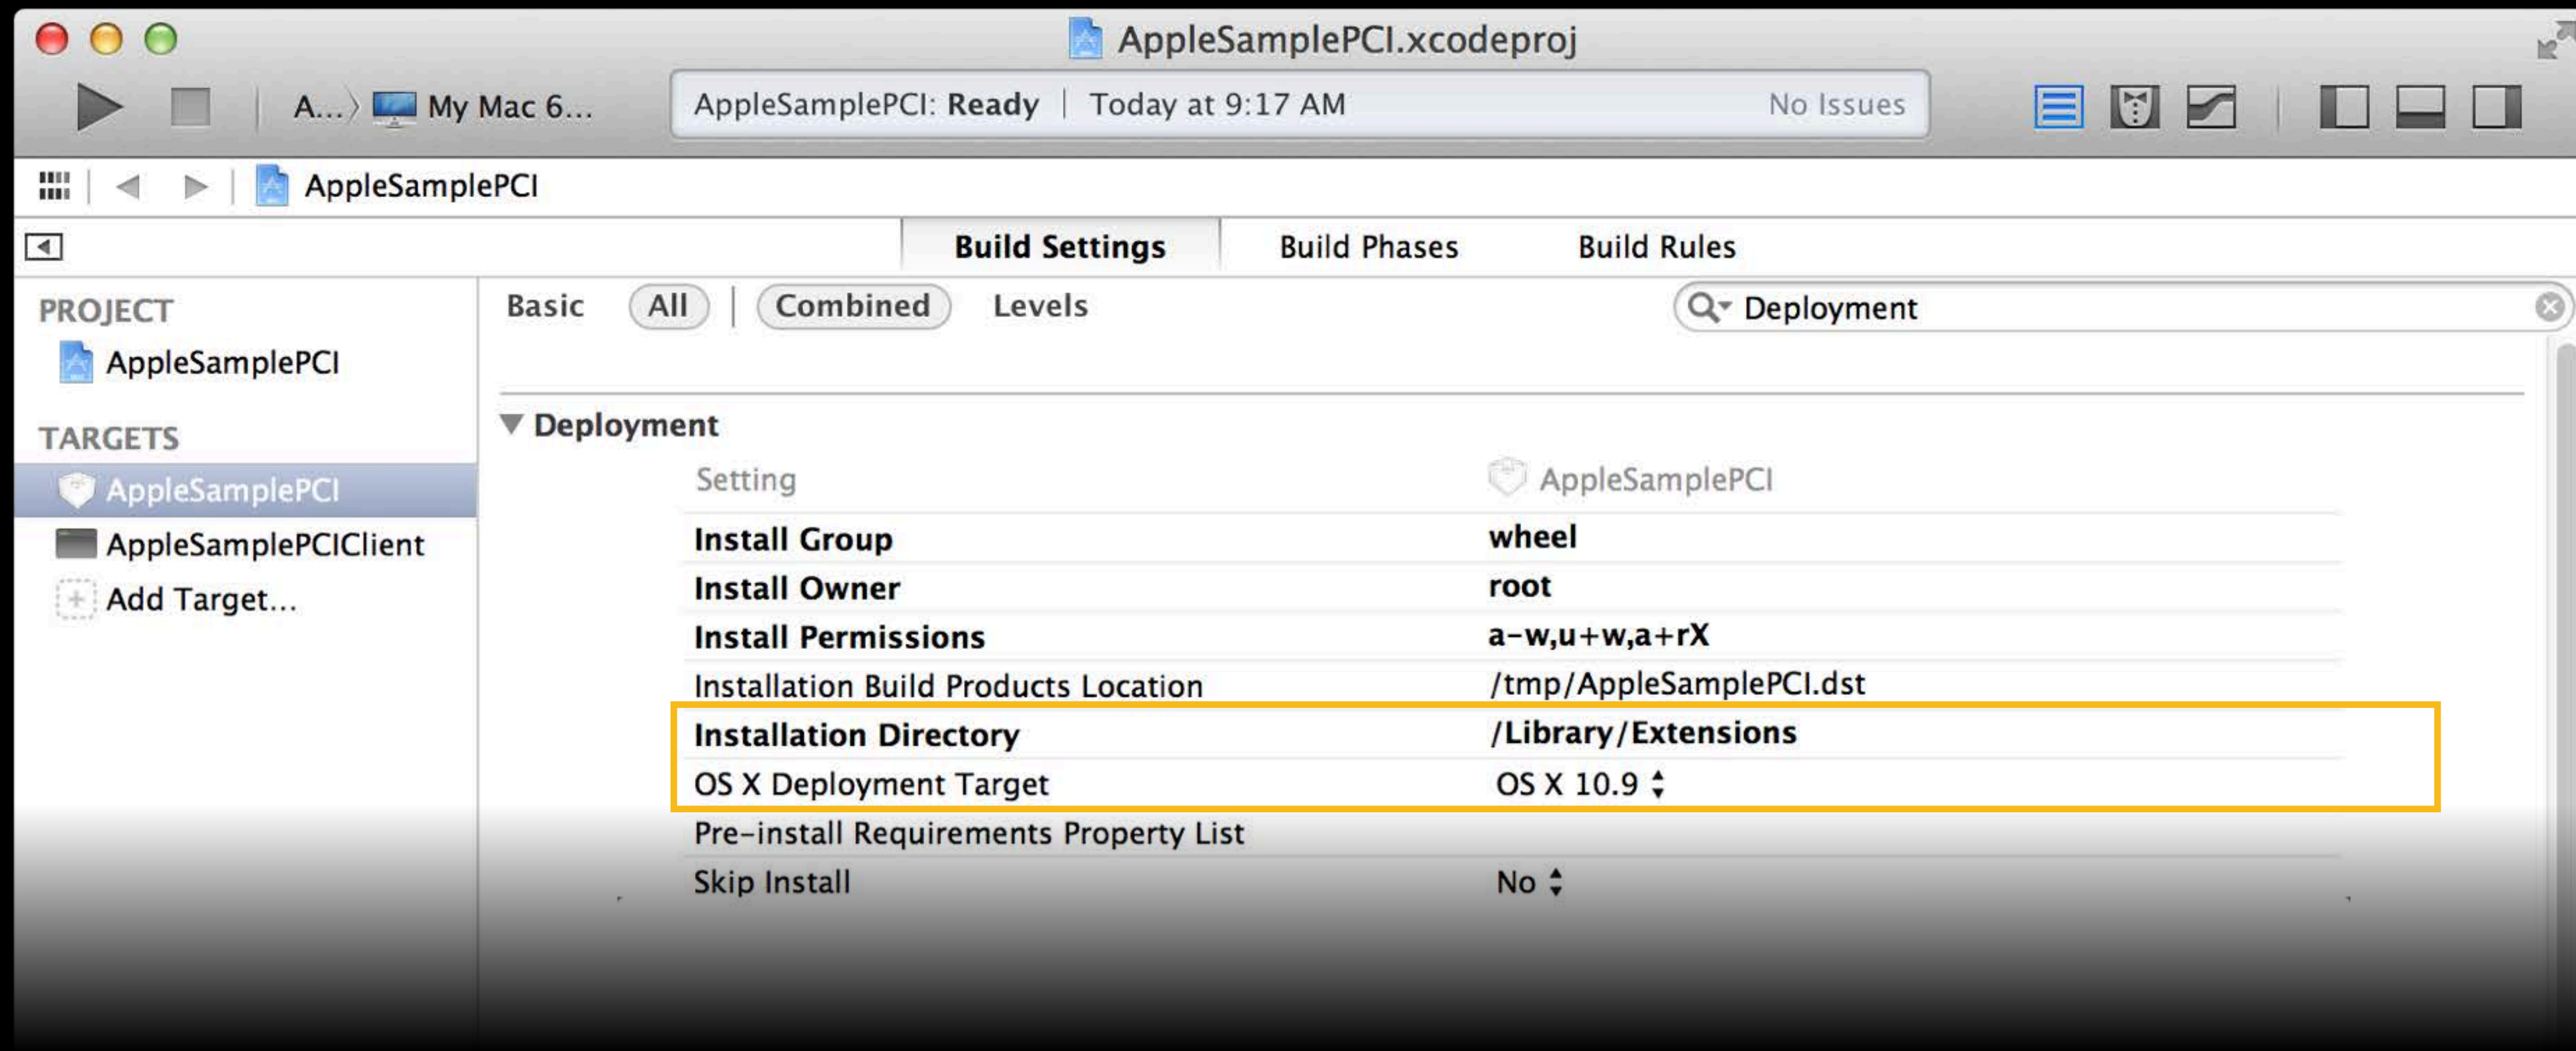 AppleSamplePCI.xcodeproj
A... My Mac 6... AppleSamplePCI: Ready | Today at 9:17 AM No Issues
AppleSamplePCI
Build Settings Build Phases Build Rules
PROJECT
AppleSamplePCI
TARGETS
AppleSamplePCI
AppleSamplePCIClient
Add Target...
Basic All Combined Levels Deployment
Deployment
Setting AppleSamplePCI
Install Group wheel
Install Owner root
Install Permissions a-w,u+w,a+rX
Installation Build Products Location /tmp/AppleSamplePCI.dst
Installation Directory /Library/Extensions
OS X Deployment Target OS X 10.9
Pre-install Requirements Property List
Skip Install No